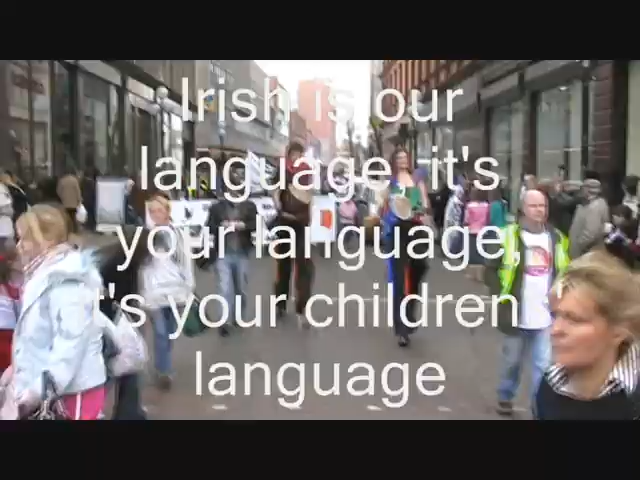 Irish is our
language, it's
your language,
it's your children
language